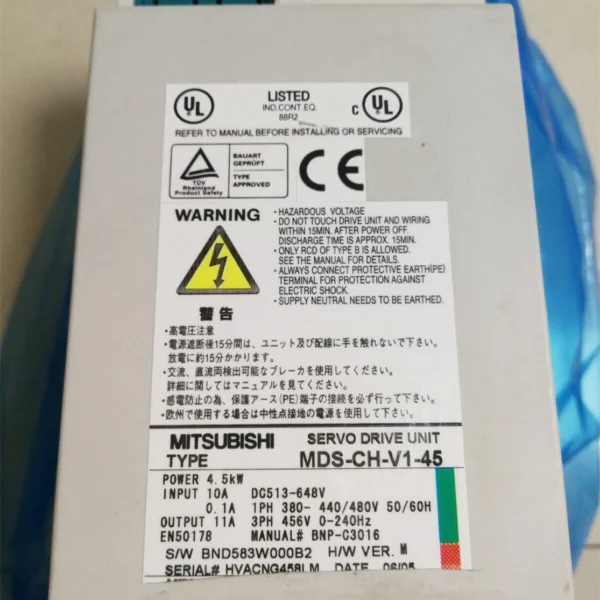 UL
LISTED
IND.CONT.EQ.
88R2
C UL
REFER TO MANUAL BEFORE INSTALLING OR SERVICING
TÜV
Rheinland
Product Safety
BAUART
GEPRÜFT
TYPE
APPROVED
CE
WARNING
・HAZARDOUS VOLTAGE
・DO NOT TOUCH DRIVE UNIT AND WIRING
WITHIN 15MIN. AFTER POWER OFF.
DISCHARGE TIME IS APPROX. 15MIN.
・ONLY RCD OF TYPE B IS ALLOWED.
SEE THE MANUAL FOR DETAILS.
・ALWAYS CONNECT PROTECTIVE EARTH(PE)
TERMINAL FOR PROTECTION AGAINST
ELECTRIC SHOCK.
・SUPPLY NEUTRAL NEEDS TO BE EARTHED.
警告
・高電圧注意
・電源遮断後15分間は、ユニット及び配線に手を触れないで下さい。
放電に約15分かかります。
・交流、直流両検出可能なブレーカを使用してください。
詳細に関してはマニュアルを見てください。
・感電防止の為、保護アース(PE)端子の接続を必ず行って下さい。
・欧州で使用する場合は中性点接地の電源を使用して下さい。
MITSUBISHI SERVO DRIVE UNIT
TYPE MDS-CH-V1-45
POWER 4.5kW
INPUT 10A DC513-648V
0.1A 1PH 380- 440/480V 50/60H
OUTPUT 11A 3PH 456V 0-240Hz
EN50178 MANUAL# BNP-C3016
S/W BND583W000B2 H/W VER. M
SERIAL# HVACNG458LM DATE 06/05